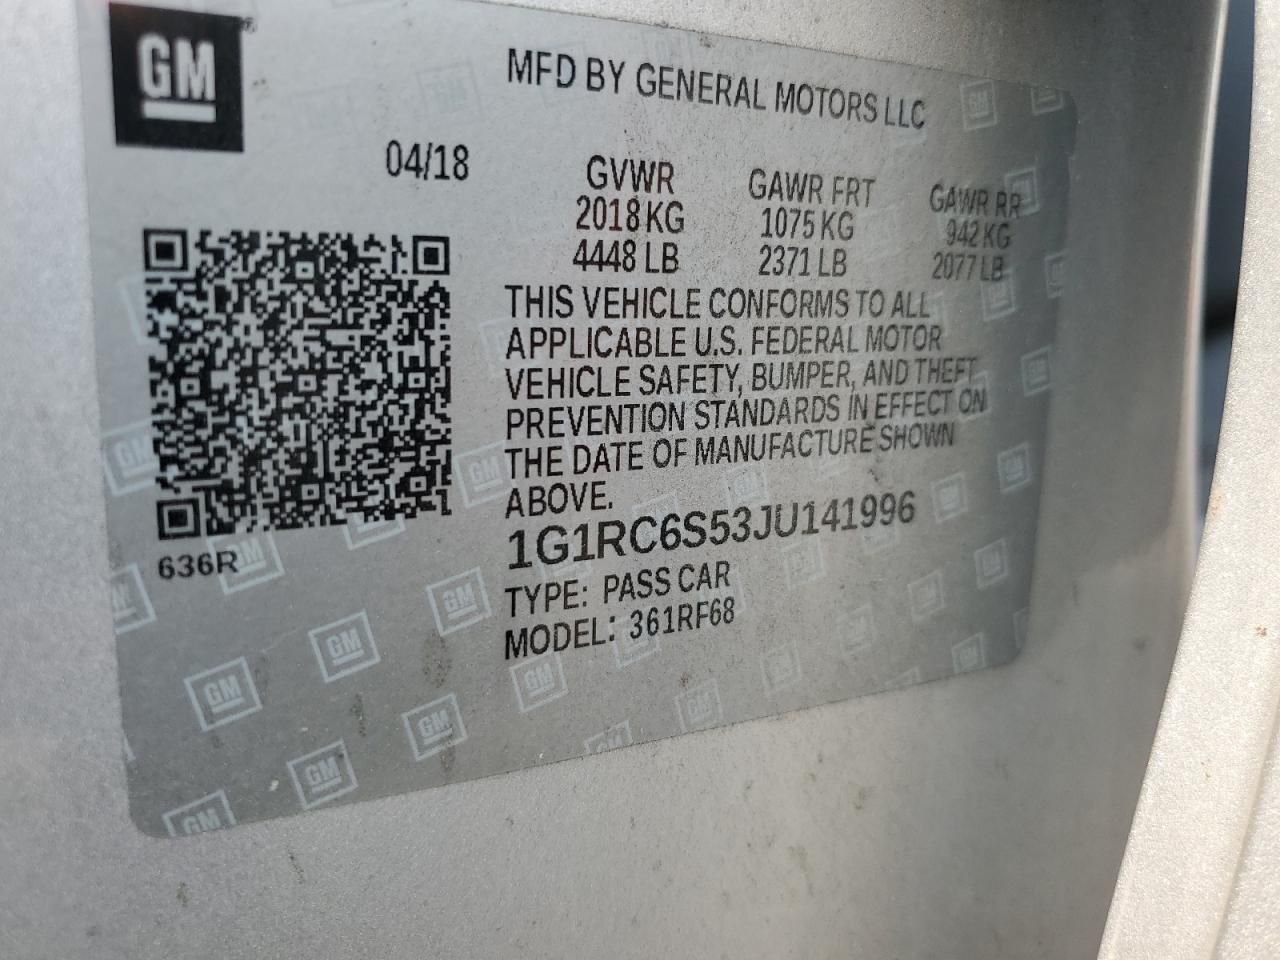 GM
MFD BY GENERAL MOTORS LLC
04/18
GVWR GAWR FRT GAWR RR
2018 KG 1075 KG 942 KG
4448 LB 2371 LB 2077 LB
THIS VEHICLE CONFORMS TO ALL
APPLICABLE U.S. FEDERAL MOTOR
VEHICLE SAFETY, BUMPER, AND THEFT
PREVENTION STANDARDS IN EFFECT ON
THE DATE OF MANUFACTURE SHOWN
ABOVE.
1G1RC6S53JU141996
636R
TYPE: PASS CAR
MODEL: 361RF68